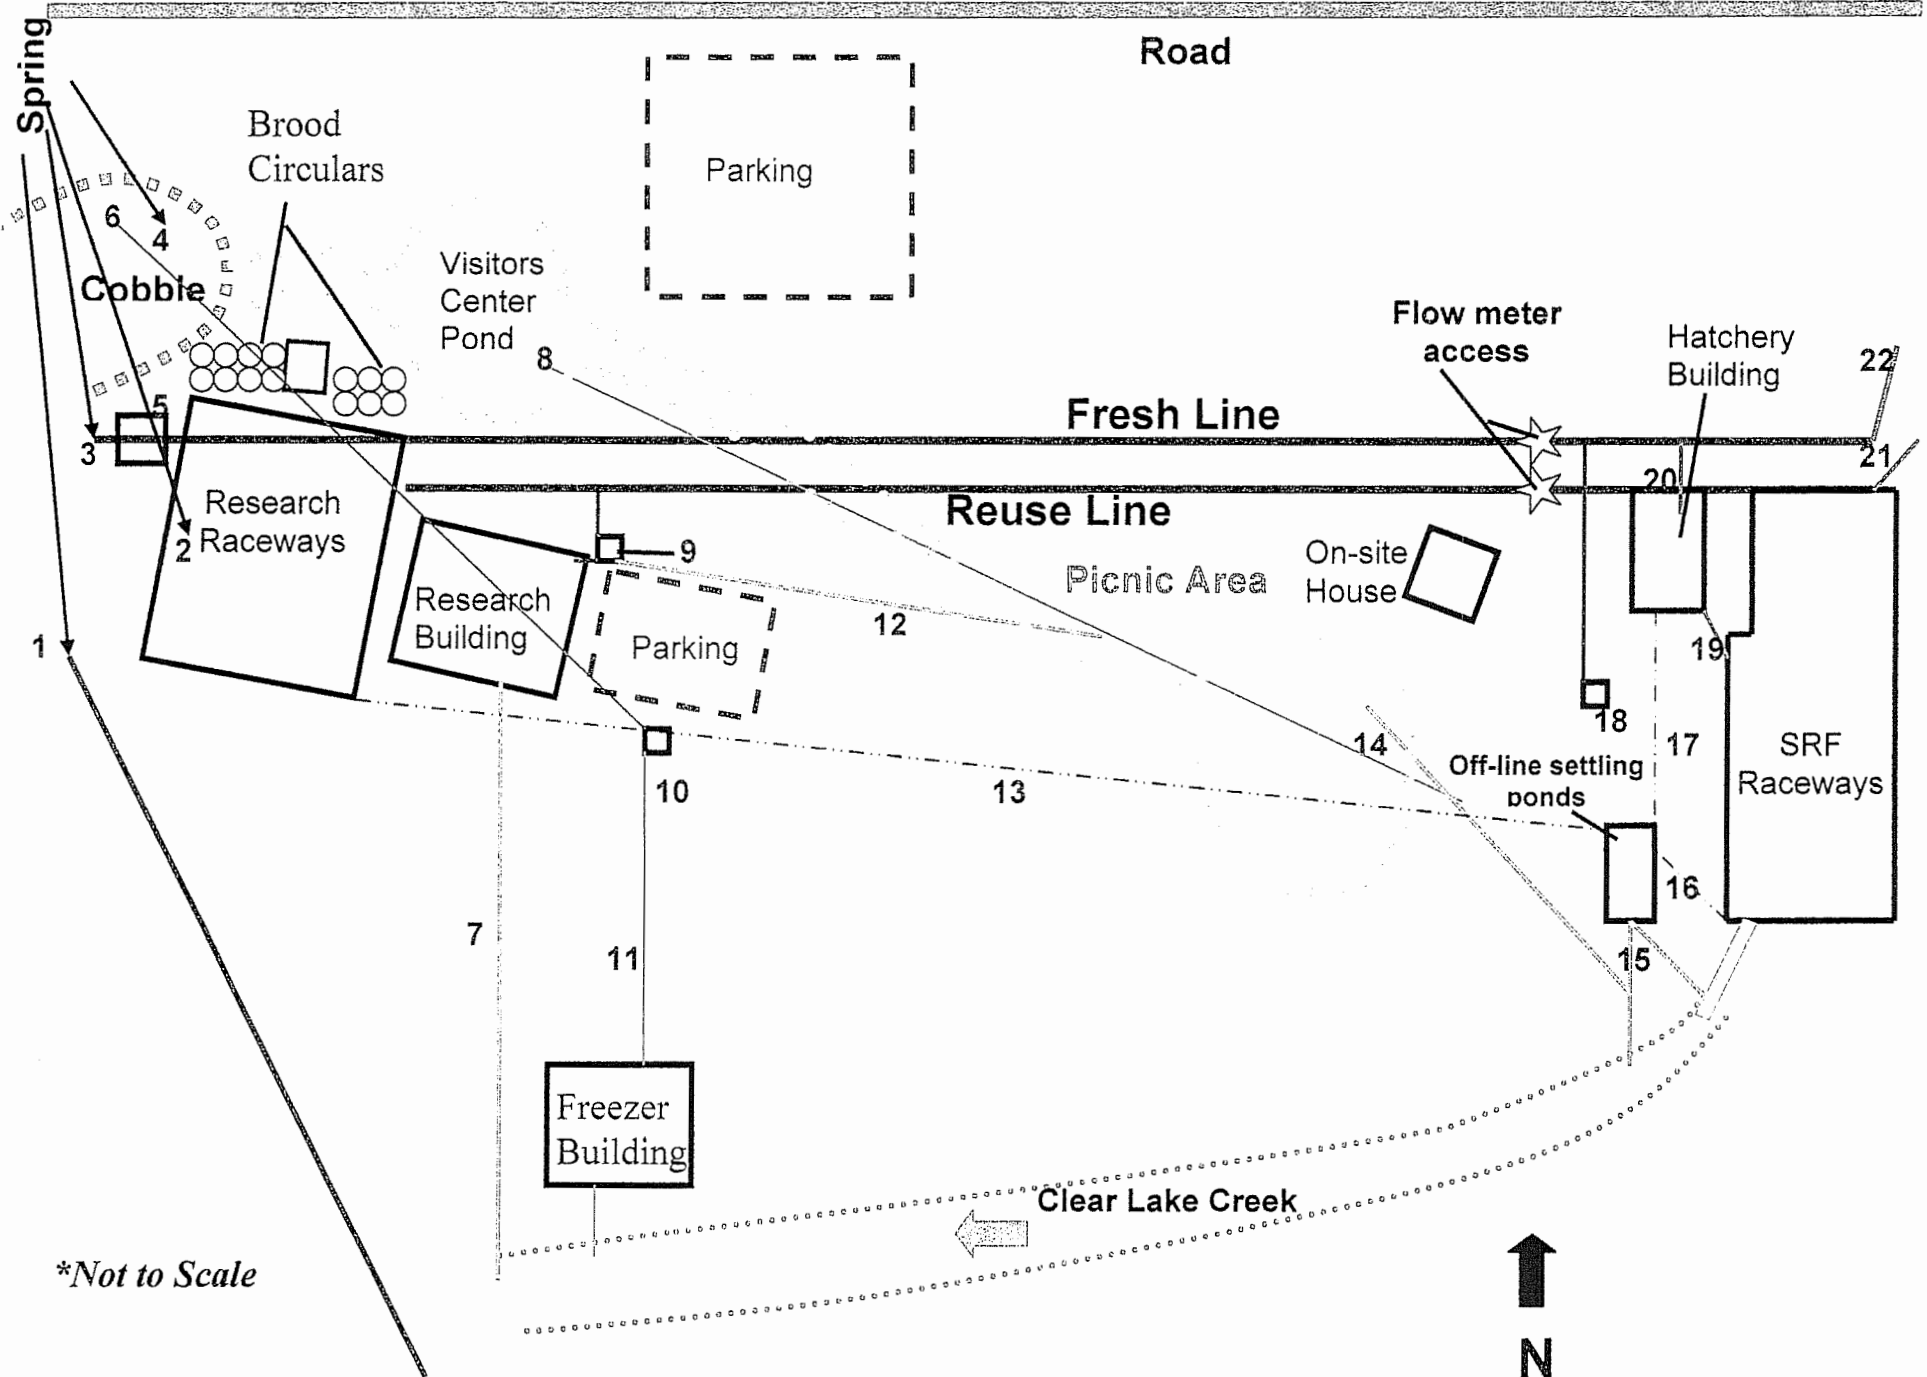 Road
Spring
Brood
Circulars
Parking
6
4
Cobble
Visitors
Center
Pond
8
Flow meter
access
Hatchery
Building
22
5
3
Fresh Line
21
20
Research
Raceways
2
Reuse Line
9
On-site
House
Picnic Area
Research
Building
12
Parking
1
19
18
14
17
Off-line settling
ponds
SRF
Raceways
10
13
16
7
11
15
Freezer
Building
Clear Lake Creek
*Not to Scale
N